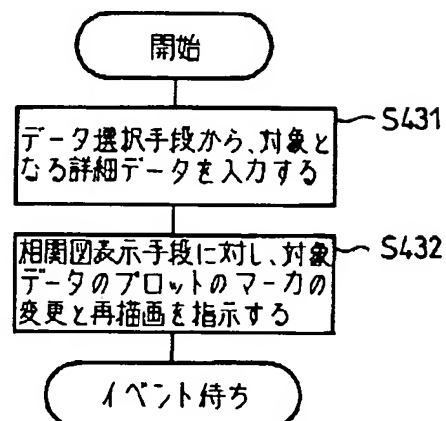 開始
データ選択手段から、対象と
なる詳細データを入力する
S431
相関図表示手段に対し、対象
データのプロットのマーカの
変更と再描画を指示する
S432
イベント待ち